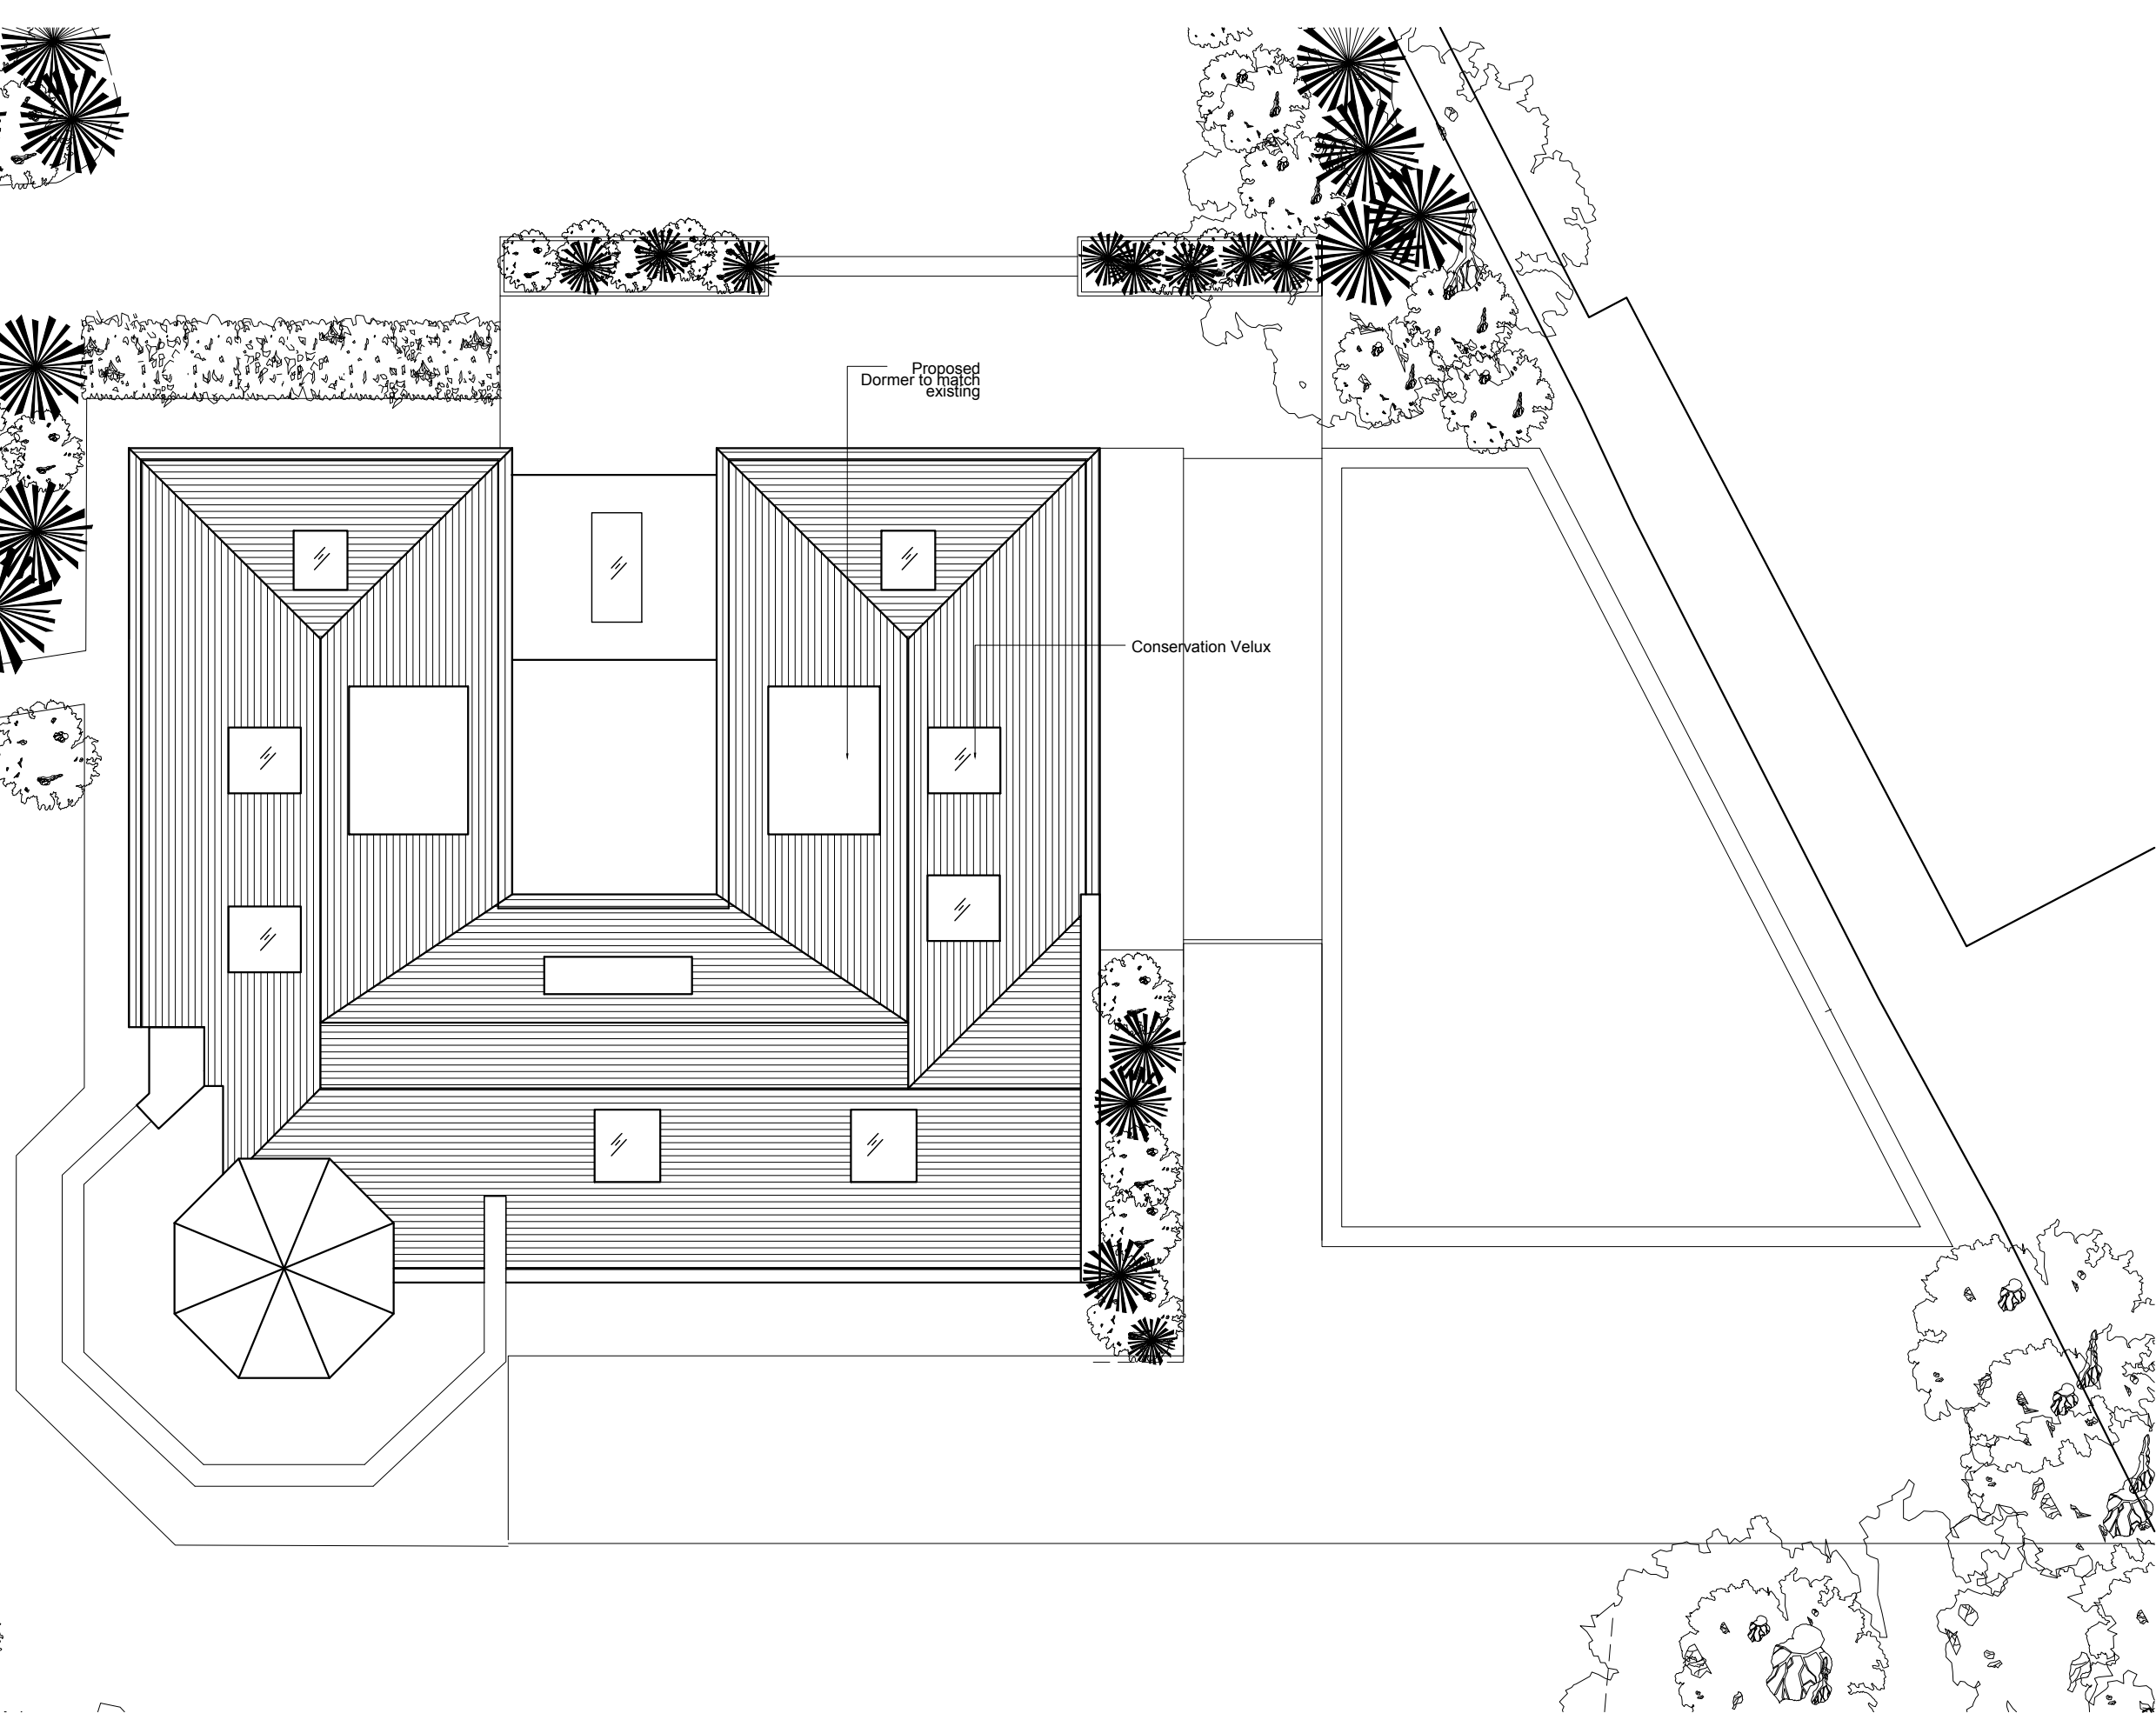 Proposed
Dormer to match
existing
Conservation Velux